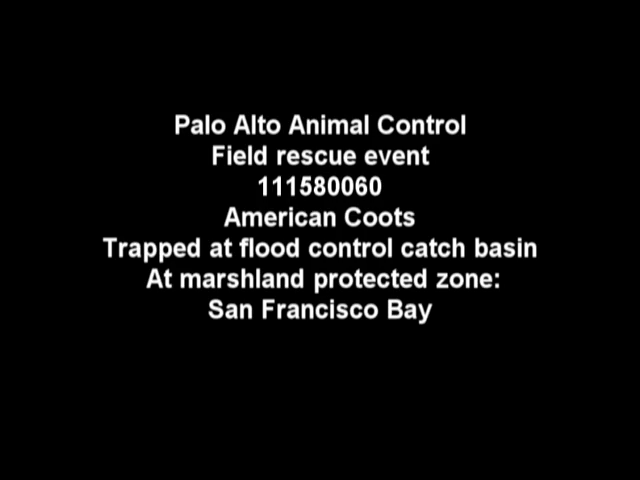 Palo Alto Animal Control
Field rescue event
111580060
American Coots
Trapped at flood control catch basin
At marshland protected zone:
San Francisco Bay